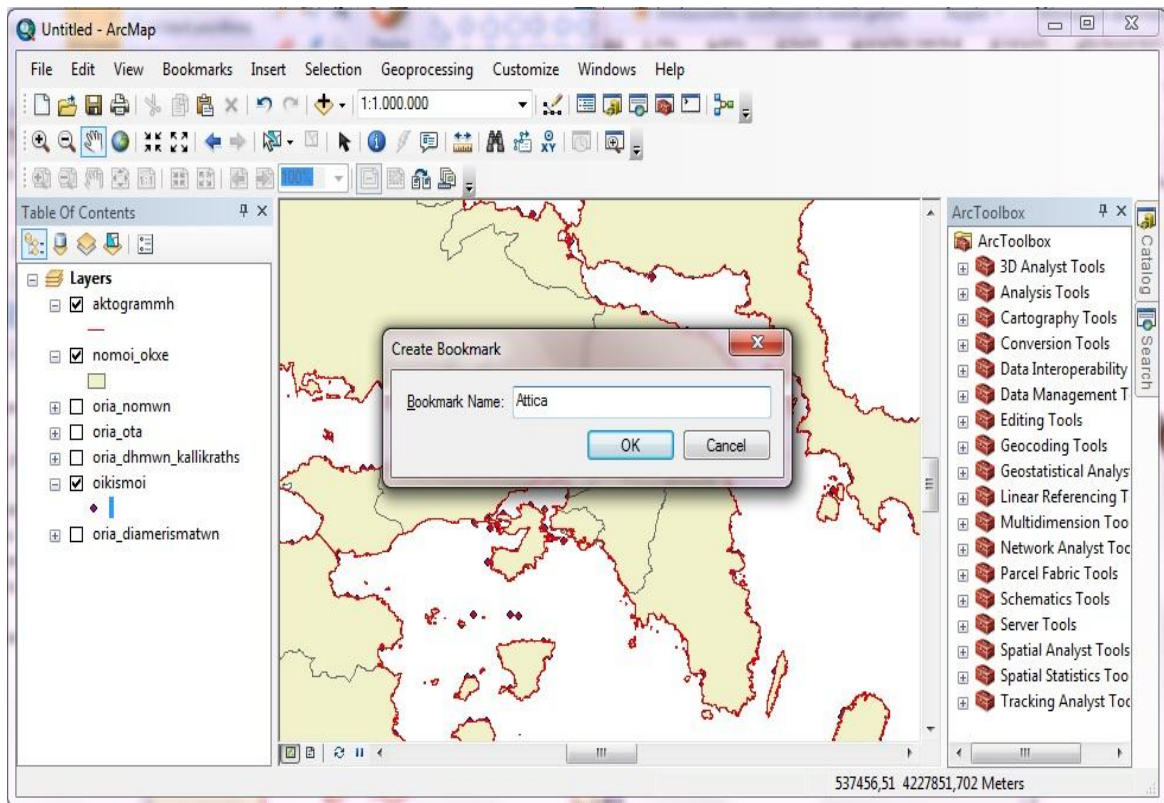 Untitled - ArcMap
File Edit View Bookmarks Insert Selection Geoprocessing Customize Windows Help
1:1.000.000
XY
100%
Table Of Contents
Layers
aktogrammh
nomoi_okxe
oria_nomwn
oria_ota
oria_dhmwn_kallikraths
oikismoi
oria_diamerismatwn
Create Bookmark
Bookmark Name: Attica
OK Cancel
ArcToolbox
ArcToolbox
3D Analyst Tools
Analysis Tools
Cartography Tools
Conversion Tools
Data Interoperability
Data Management T
Editing Tools
Geocoding Tools
Geostatistical Analys
Linear Referencing T
Multidimension Too
Network Analyst Toc
Parcel Fabric Tools
Schematics Tools
Server Tools
Spatial Analyst Tools
Spatial Statistics Too
Tracking Analyst Toc
Catalog
Search
537456,51 4227851,702 Meters